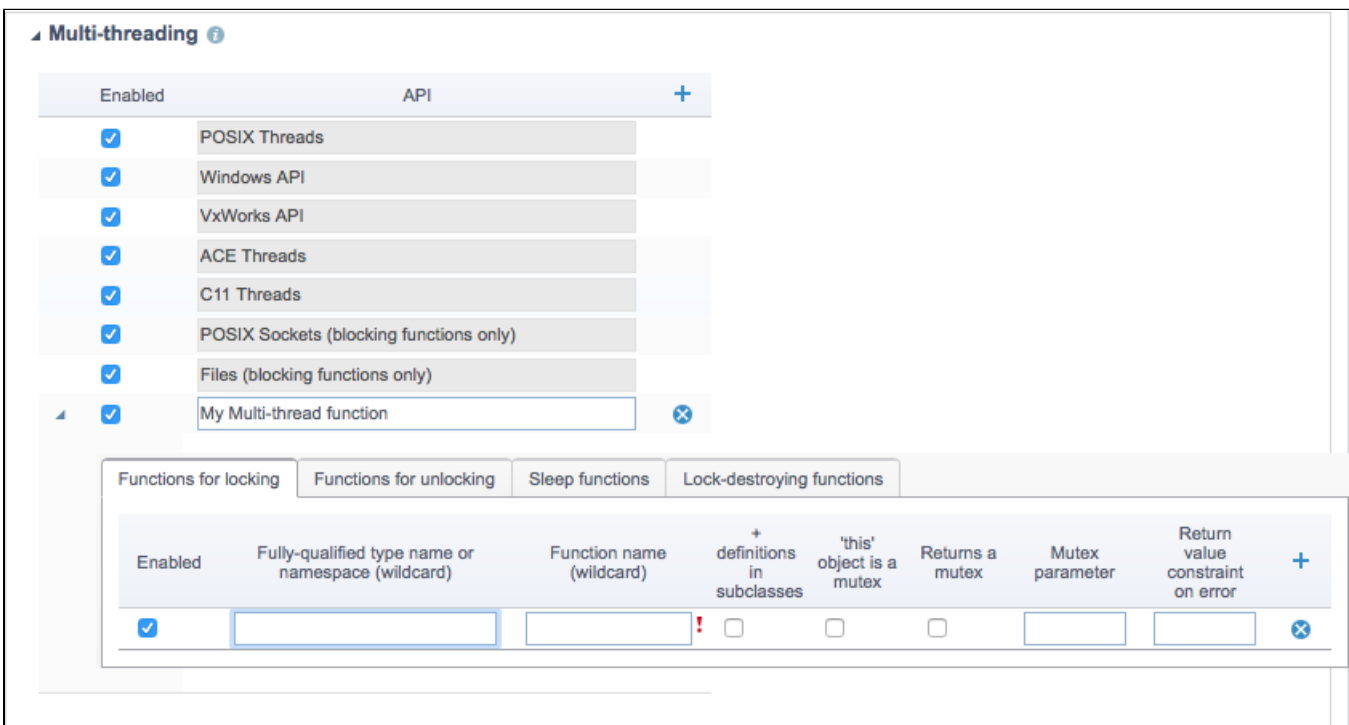 Multi-threading
Enabled API +
POSIX Threads
Windows API
VxWorks API
ACE Threads
C11 Threads
POSIX Sockets (blocking functions only)
Files (blocking functions only)
My Multi-thread function
Functions for locking Functions for unlocking Sleep functions Lock-destroying functions
Enabled
Fully-qualified type name or
namespace (wildcard)
Function name
(wildcard)
+
definitions
in
subclasses
'this'
object is a
mutex
Returns a
mutex
Mutex
parameter
Return
value
constraint
on error
+
!